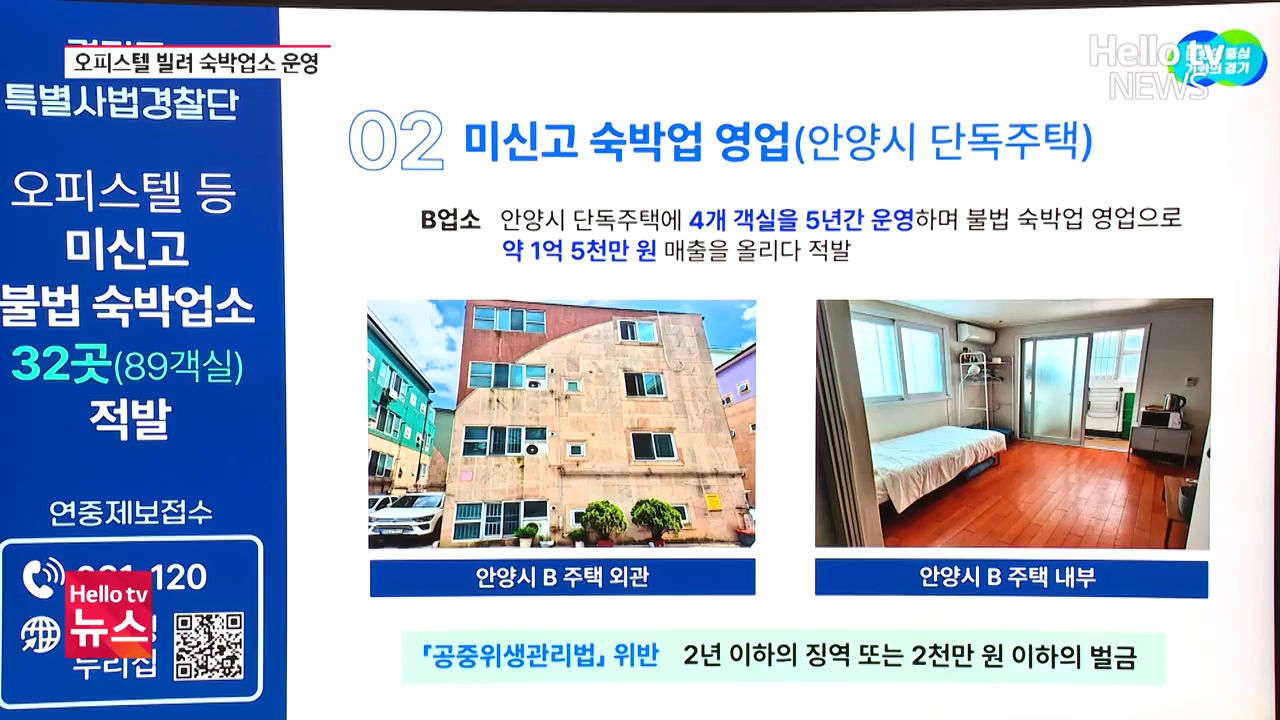 오피스텔 빌려 숙박업소 운영
Hello tv
NEWS
특별사법경찰단
오피스텔 등
미신고
불법 숙박업소
32곳(89객실)
적발
연중제보접수
120
Hello tv
뉴스
누리집
02 미신고 숙박업 영업(안양시 단독주택)
B업소 안양시 단독주택에 4개 객실을 5년간 운영하며 불법 숙박업 영업으로
약 1억 5천만 원 매출을 올리다 적발
안양시 B 주택 외관
안양시 B 주택 내부
「공중위생관리법」 위반 2년 이하의 징역 또는 2천만 원 이하의 벌금